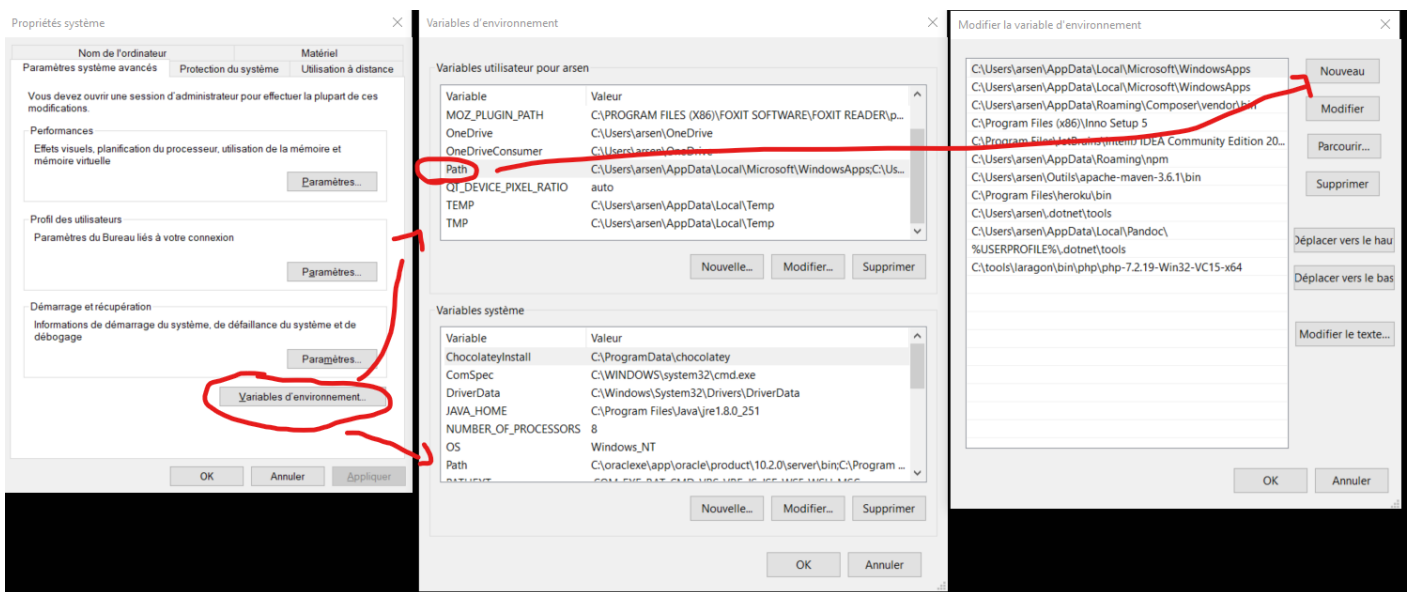 Propriétés système
Nom de l'ordinateur
Matériel
Paramètres système avancés
Protection du système
Utilisation à distance
Vous devez ouvrir une session d'administrateur pour effectuer la plupart de ces
modifications.
Performances
Effets visuels, planification du processeur, utilisation de la mémoire et
mémoire virtuelle
Paramètres...
Profil des utilisateurs
Paramètres du Bureau liés à votre connexion
Paramètres...
Démarrage et récupération
Informations de démarrage du système, de défaillance du système et de
débogage
Paramètres...
Variables d'environnement...
OK
Annuler
Appliquer
Variables d'environnement
Variables utilisateur pour arsen
Variable Valeur
MOZ_PLUGIN_PATH C:\PROGRAM FILES (X86)\FOXIT SOFTWARE\FOXIT READER\p...
OneDrive C:\Users\arsen\OneDrive
OneDriveConsumer C:\Users\arsen\OneDrive
Path C:\Users\arsen\AppData\Local\Microsoft\WindowsApps;C:\Us...
QT_DEVICE_PIXEL_RATIO auto
TEMP C:\Users\arsen\AppData\Local\Temp
TMP C:\Users\arsen\AppData\Local\Temp
Nouvelle...
Modifier...
Supprimer
Variables système
Variable Valeur
ChocolateyInstall C:\ProgramData\chocolatey
ComSpec C:\WINDOWS\system32\cmd.exe
DriverData C:\Windows\System32\Drivers\DriverData
JAVA_HOME C:\Program Files\Java\jre1.8.0_251
NUMBER_OF_PROCESSORS 8
OS Windows_NT
Path C:\oraclexe\app\oracle\product\10.2.0\server\bin;C:\Program ...
Nouvelle...
Modifier...
Supprimer
OK
Annuler
Modifier la variable d'environnement
C:\Users\arsen\AppData\Local\Microsoft\WindowsApps
C:\Users\arsen\AppData\Local\Microsoft\WindowsApps
C:\Users\arsen\AppData\Roaming\Composer\vendor\bin
C:\Program Files (x86)\Inno Setup 5
C:\Program Files\JetBrains\IntelliJ IDEA Community Edition 20...
C:\Users\arsen\AppData\Roaming\npm
C:\Users\arsen\Outils\apache-maven-3.6.1\bin
C:\Program Files\heroku\bin
C:\Users\arsen\.dotnet\tools
C:\Users\arsen\AppData\Local\Pandoc\
%USERPROFILE%\.dotnet\tools
C:\tools\laragon\bin\php\php-7.2.19-Win32-VC15-x64
Nouveau
Modifier
Parcourir...
Supprimer
Déplacer vers le hau
Déplacer vers le bas
Modifier le texte...
OK
Annuler